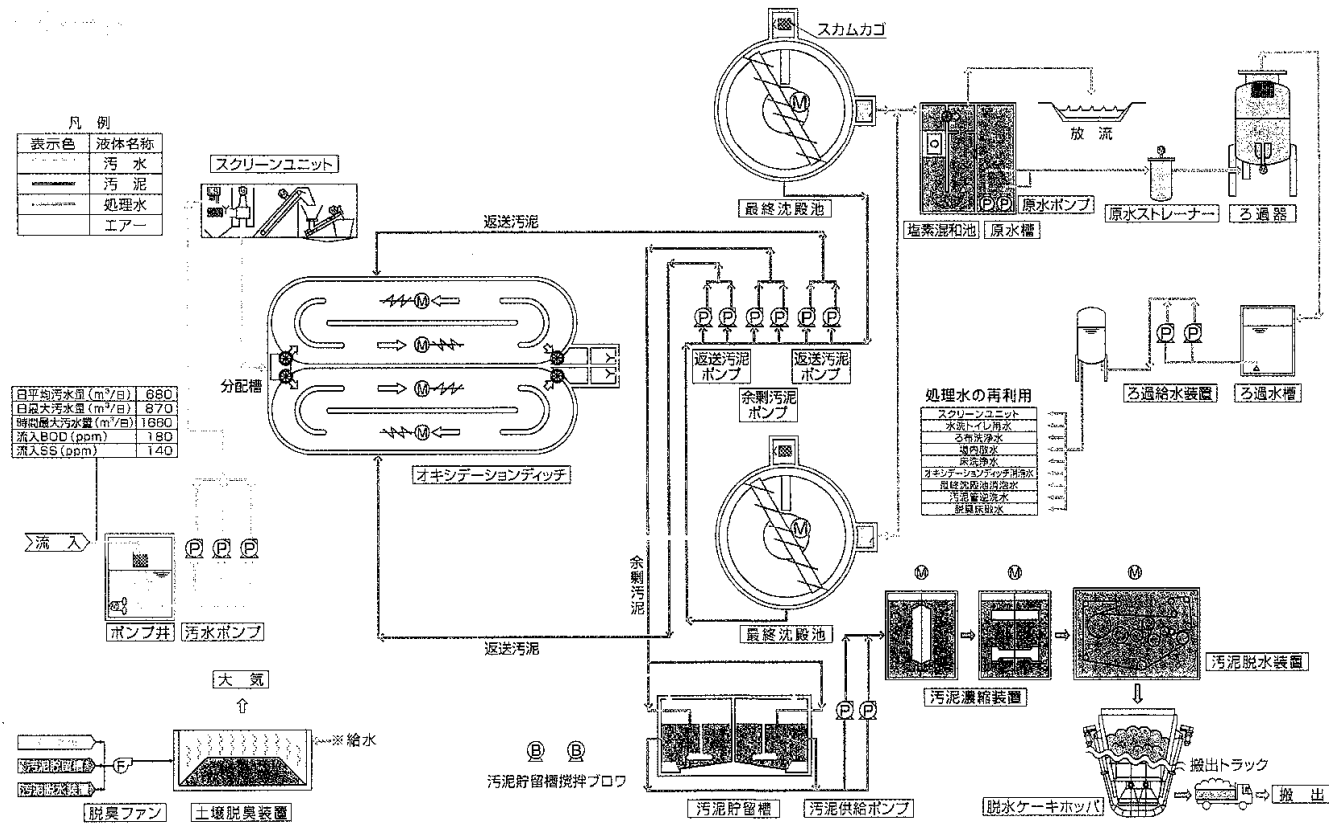 スカムカゴ
凡 例
表示色 液体名称
汚 水
汚 泥
処理水
エアー
スクリーンユニット
放 流
最終沈殿池
原水ポンプ
塩素混和池 原水槽
原水ストレーナー
ろ過器
返送汚泥
M
P
分配槽
返送汚泥ポンプ
返送汚泥ポンプ
余剰汚泥ポンプ
ろ過給水装置
ろ過水槽
日平均汚水量(m³/日) 680
日最大汚水量(m³/日) 870
時間最大汚水量(m³/日) 1660
流入BOD(ppm) 180
流入SS(ppm) 140
オキシデーションディッチ
処理水の再利用
スクリーンユニット
水洗トイレ用水
ろ布洗浄水
場内散水
床洗浄水
オキシデーションディッチ消泡水
最終沈殿池消泡水
汚泥管逆洗水
脱臭床散水
流 入
ポンプ井
汚水ポンプ
余剰汚泥
最終沈殿池
返送汚泥
汚泥濃縮装置
汚泥脱水装置
大 気
※給水
汚泥貯留槽
汚泥脱水装置
F
脱臭ファン
土壌脱臭装置
B B
汚泥貯留槽撹拌ブロワ
汚泥貯留槽
汚泥供給ポンプ
脱水ケーキホッパ
搬出トラック
搬 出